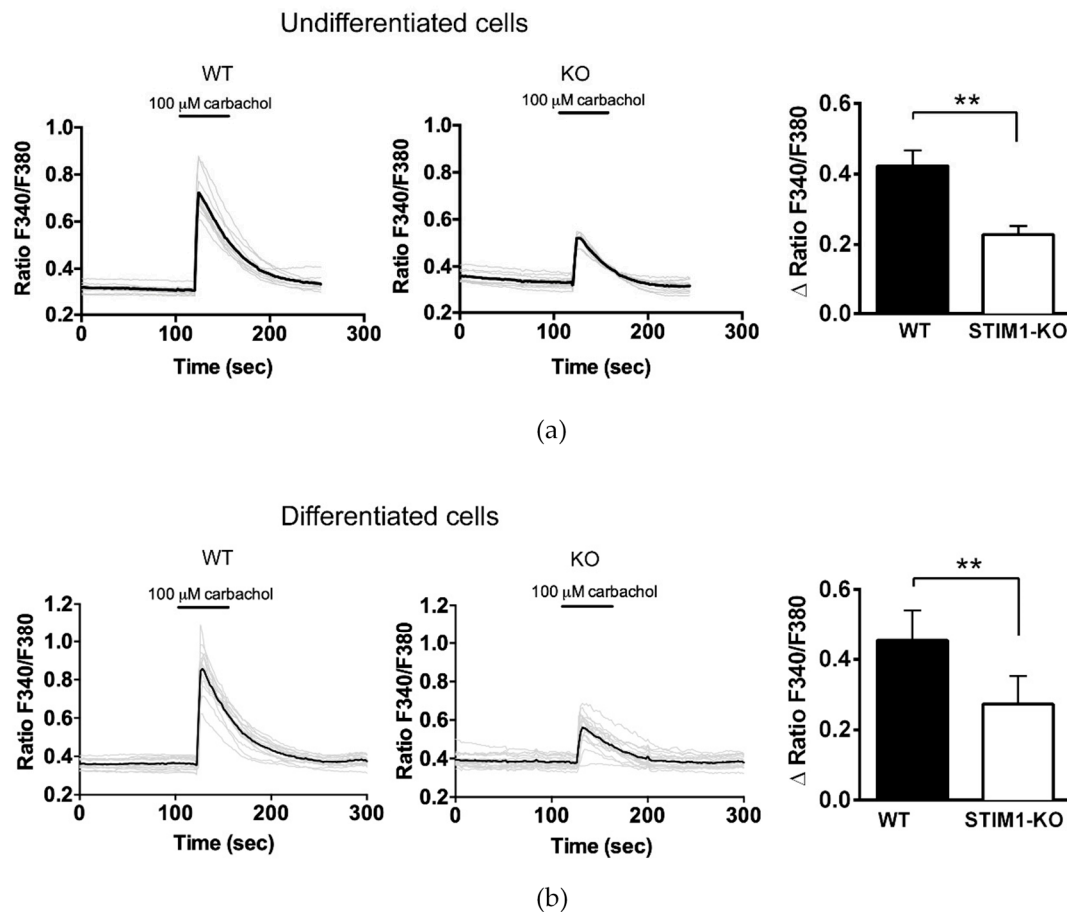 Undifferentiated cells
WT
100 μM carbachol
Ratio F340/F380
1.0
0.8
0.6
0.4
0.2
0
100
200
300
Time (sec)
KO
100 μM carbachol
Ratio F340/F380
1.0
0.8
0.6
0.4
0.2
0
100
200
300
Time (sec)
Δ Ratio F340/F380
0.6
0.4
0.2
0.0
**
WT
STIM1-KO
(a)
Differentiated cells
WT
100 μM carbachol
Ratio F340/F380
1.2
1.0
0.8
0.6
0.4
0.2
0
100
200
300
Time (sec)
KO
100 μM carbachol
Ratio F340/F380
1.2
1.0
0.8
0.6
0.4
0.2
0
100
200
300
Time (sec)
Δ Ratio F340/F380
0.6
0.4
0.2
0.0
**
WT
STIM1-KO
(b)